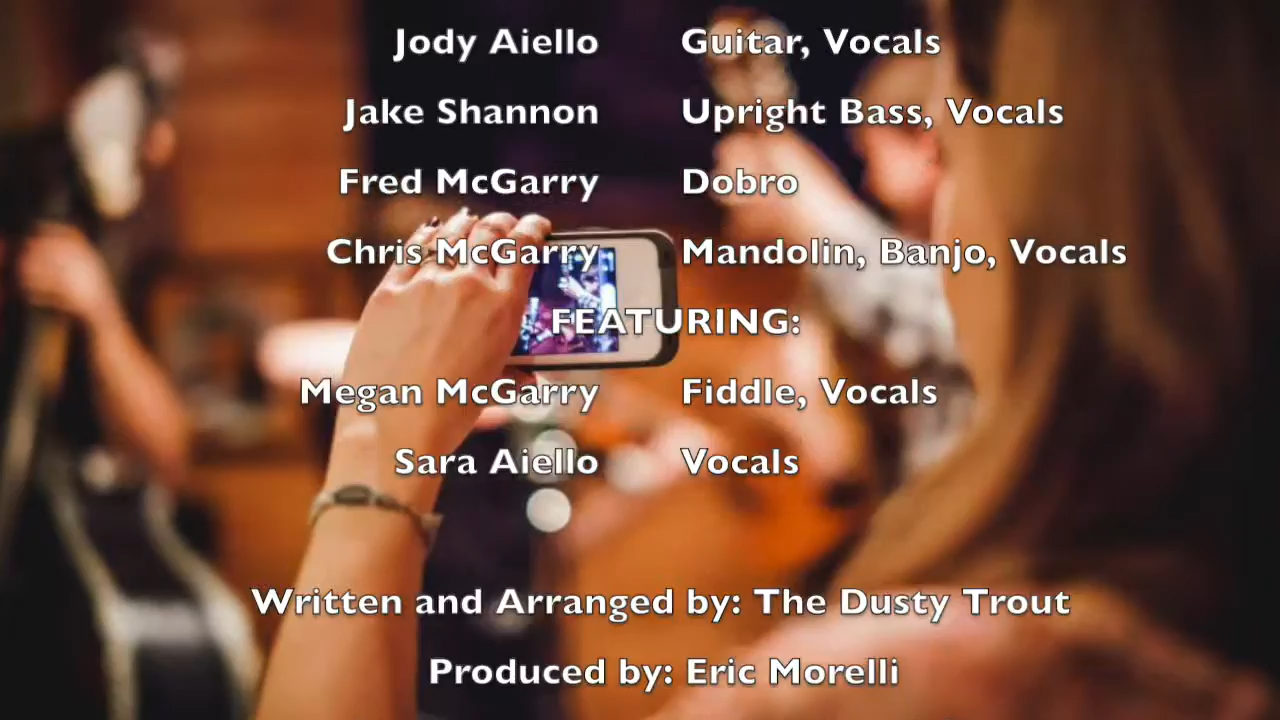 Jody Aiello Guitar, Vocals
Jake Shannon Upright Bass, Vocals
Fred McGarry Dobro
Chris McGarry Mandolin, Banjo, Vocals
FEATURING:
Megan McGarry Fiddle, Vocals
Sara Aiello Vocals
Written and Arranged by: The Dusty Trout
Produced by: Eric Morelli